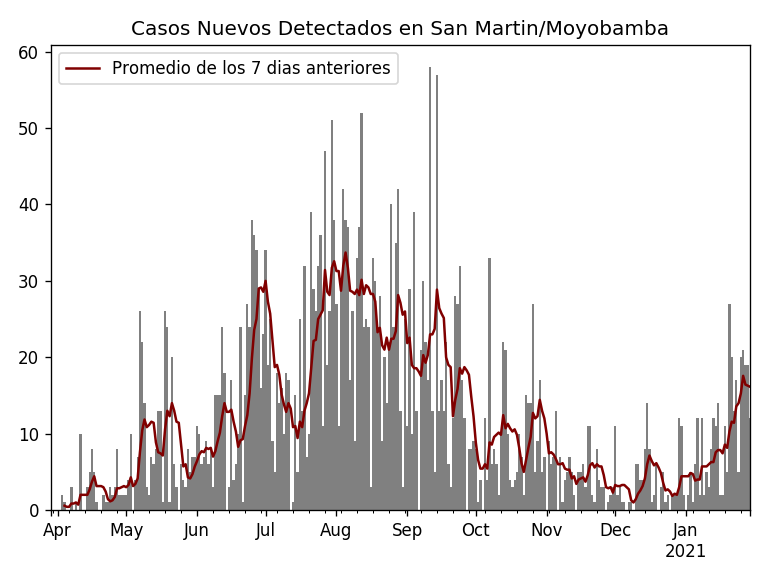 Casos Nuevos Detectados en San Martin/Moyobamba
Promedio de los 7 dias anteriores
60
50
40
30
20
10
0
Apr May Jun Jul Aug Sep Oct Nov Dec Jan
2021